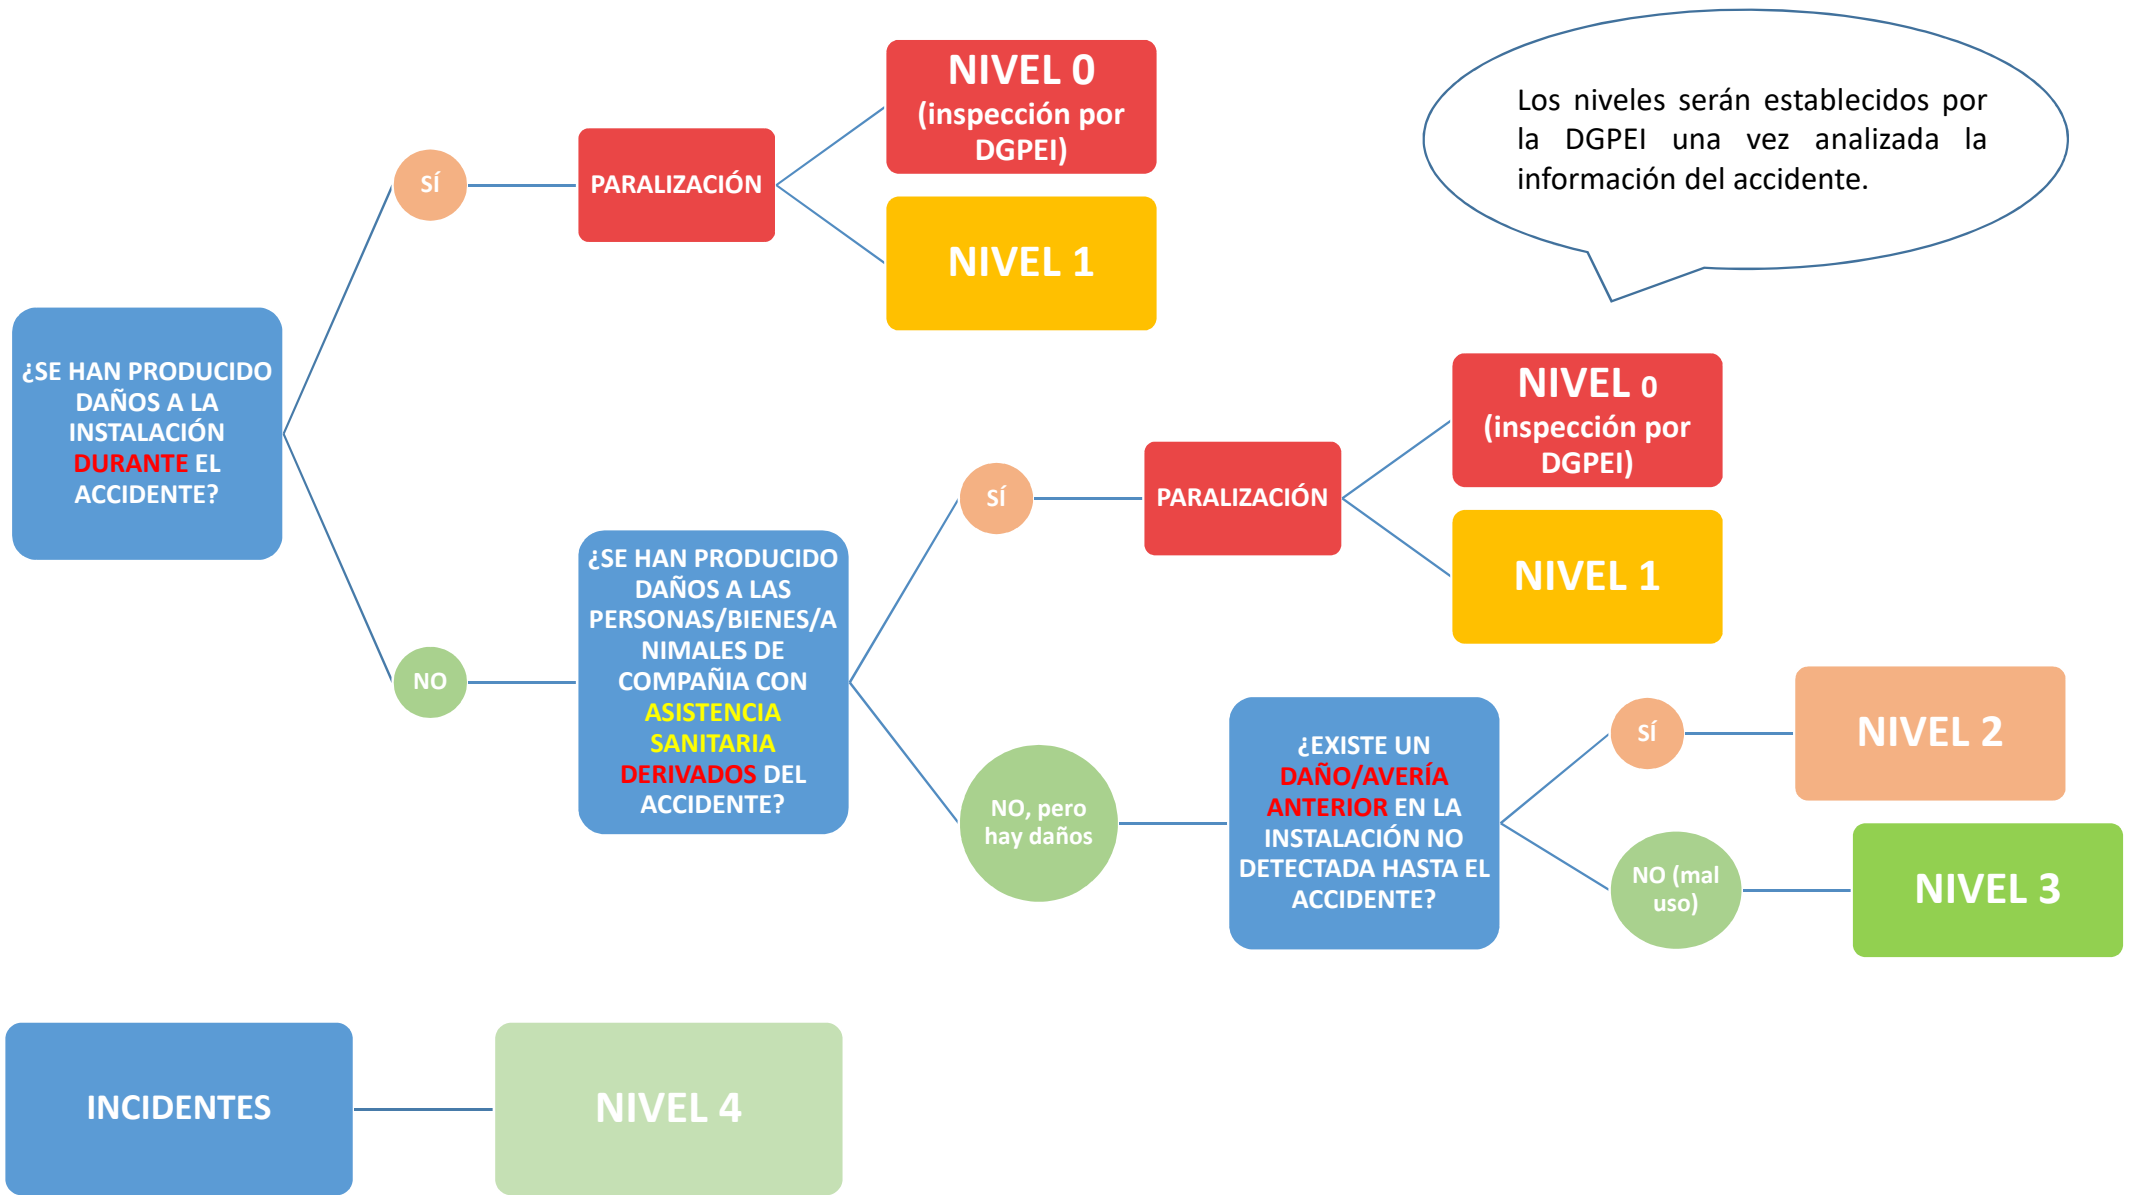 NIVEL 0
(inspección por
DGPEI)
Los niveles serán establecidos por
la DGPEI una vez analizada la
información del accidente.
SÍ
PARALIZACIÓN
NIVEL 1
¿SE HAN PRODUCIDO
DAÑOS A LA
INSTALACIÓN
DURANTE EL
ACCIDENTE?
NIVEL 0
(inspección por
DGPEI)
SÍ
PARALIZACIÓN
NIVEL 1
NO
¿SE HAN PRODUCIDO
DAÑOS A LAS
PERSONAS/BIENES/A
NIMALES DE
COMPAÑIA CON
ASISTENCIA
SANITARIA
DERIVADOS DEL
ACCIDENTE?
NO, pero
hay daños
¿EXISTE UN
DAÑO/AVERÍA
ANTERIOR EN LA
INSTALACIÓN NO
DETECTADA HASTA EL
ACCIDENTE?
SÍ
NIVEL 2
NO (mal
uso)
NIVEL 3
INCIDENTES
NIVEL 4